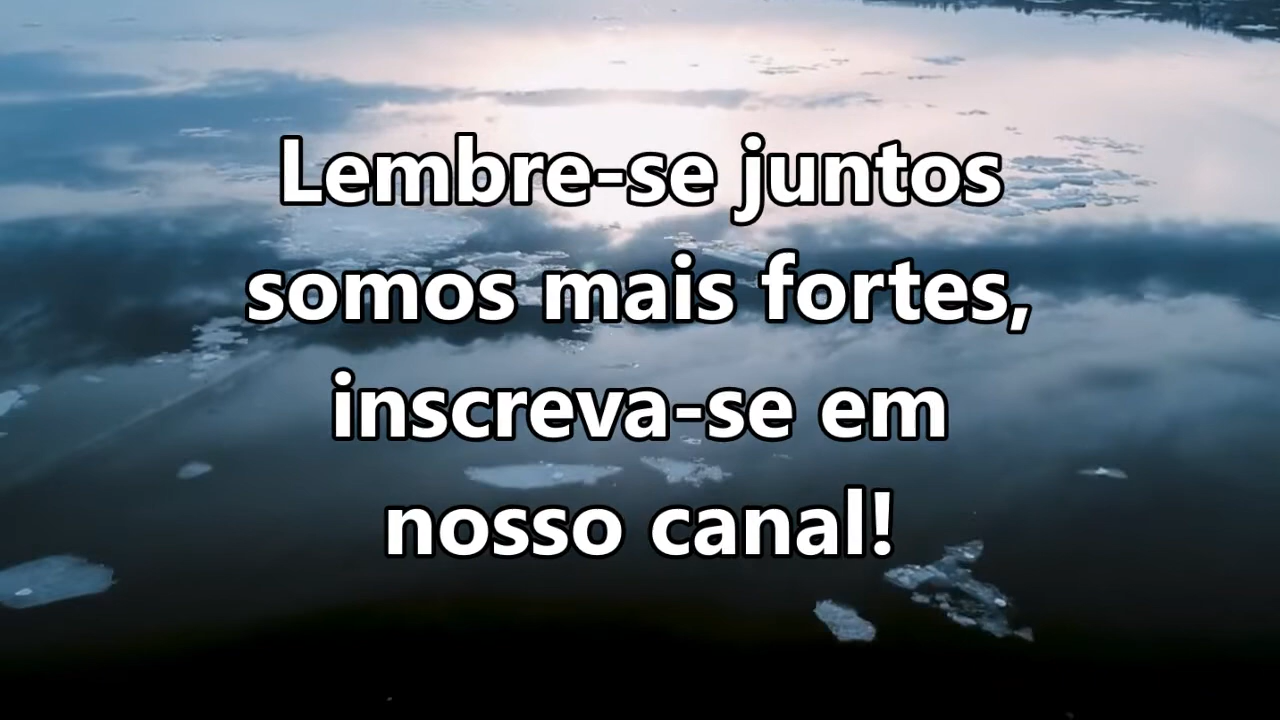 Lembre-se juntos
somos mais fortes,
inscreva-se em
nosso canal!